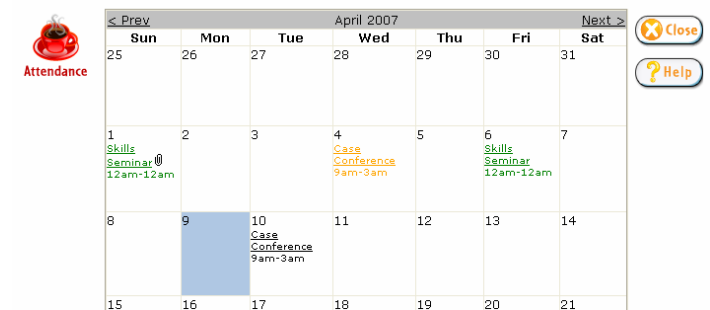 < Prev April 2007 Next >
Sun Mon Tue Wed Thu Fri Sat
25 26 27 28 29 30 31
1 2 3 4 5 6 7
Skills Case Skills
Seminar Conference Seminar
12am-12am 9am-3am 12am-12am
8 9 10 11 12 13 14
Case
Conference
9am-3am
15 16 17 18 19 20 21
Attendance
Close
Help